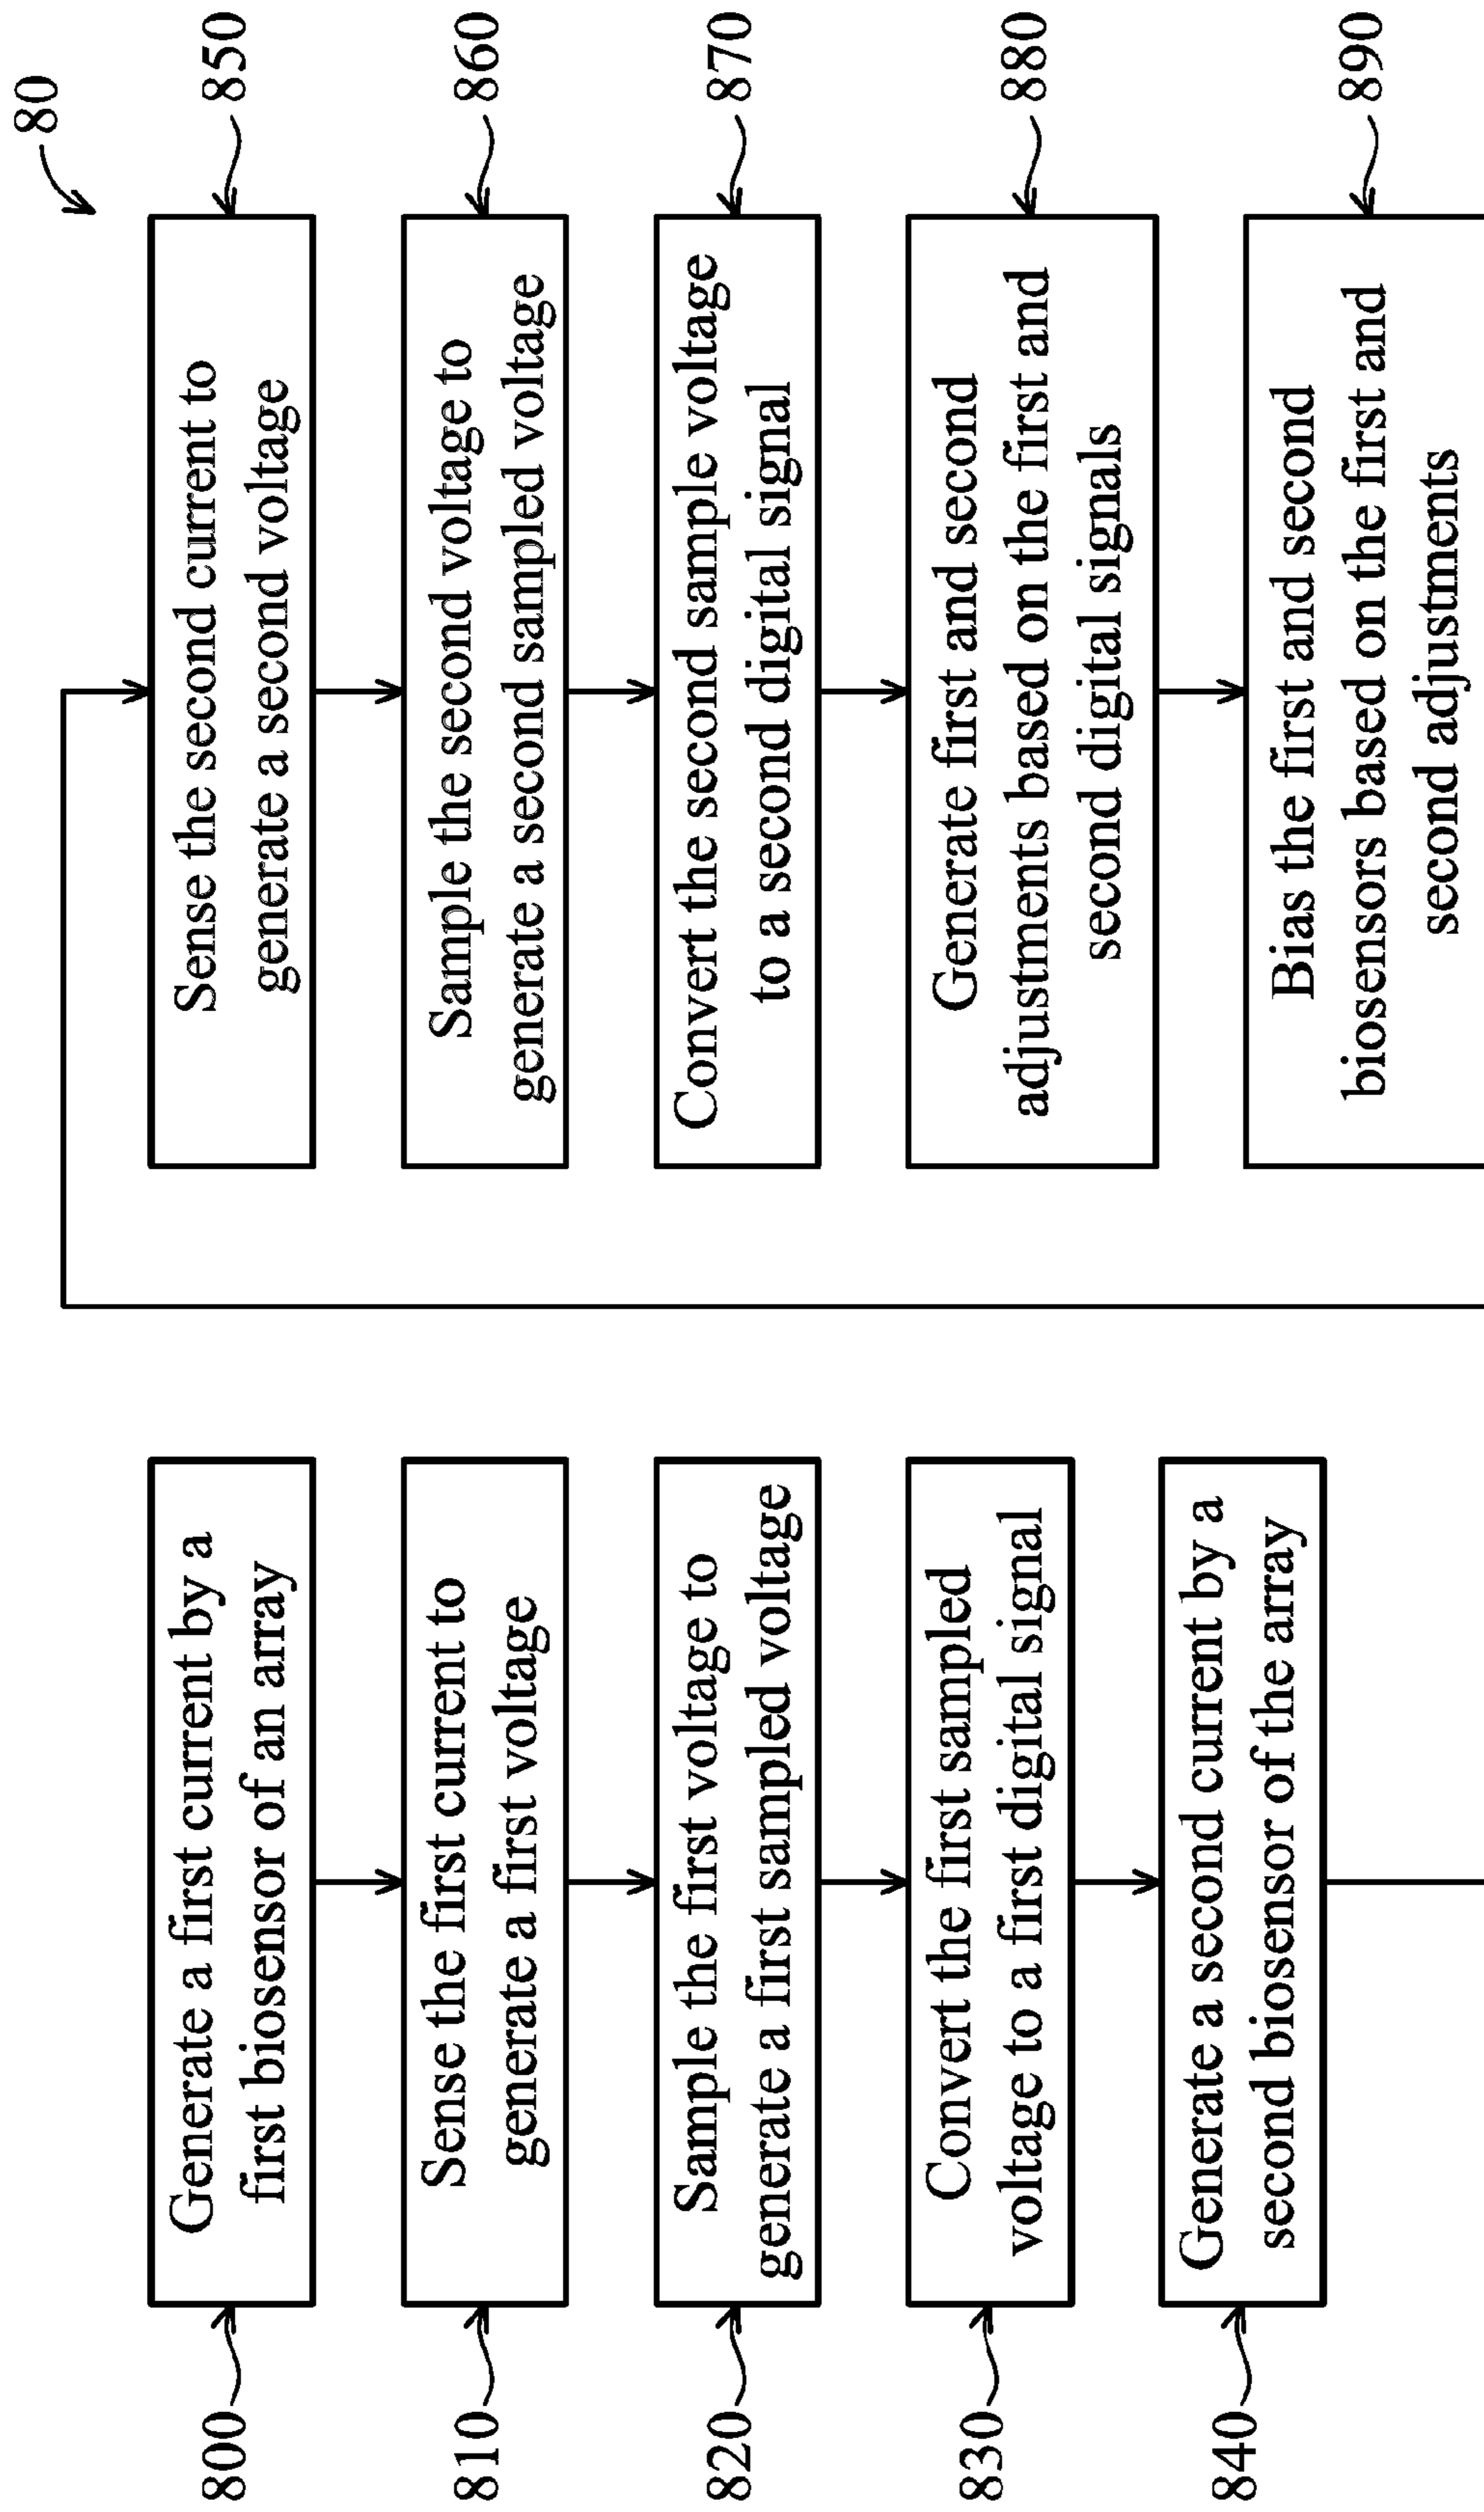 80
800
Generate a first current by a
first biosensor of an array
810
Sense the first current to
generate a first voltage
820
Sample the first voltage to
generate a first sampled voltage
830
Convert the first sampled
voltage to a first digital signal
840
Generate a second current by a
second biosensor of the array
Sense the second current to
generate a second voltage
850
Sample the second voltage to
generate a second sampled voltage
860
Convert the second sample voltage
to a second digital signal
870
Generate first and second
adjustments based on the first and
second digital signals
880
Bias the first and second
biosensors based on the first and
second adjustments
890